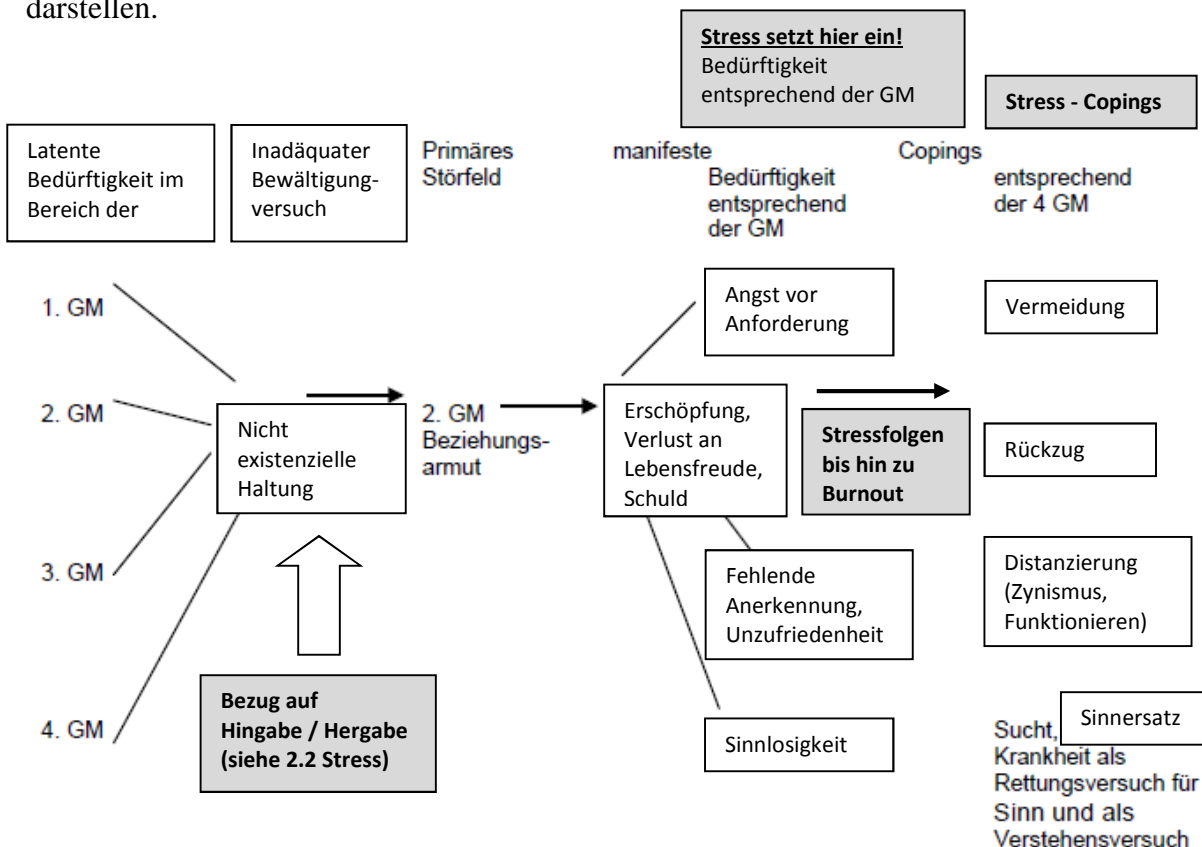 darstellen.
Stress setzt hier ein!
Bedürftigkeit
entsprechend der GM
Stress - Copings
Latente
Bedürftigkeit im
Bereich der
Inadäquater
Bewältigung-
versuch
Primäres
Störfeld
manifeste
Bedürftigkeit
entsprechend
der GM
Copings
entsprechend
der 4 GM
1. GM
2. GM
3. GM
4. GM
Nicht
existenzielle
Haltung
Bezug auf
Hingabe / Hergabe
(siehe 2.2 Stress)
2. GM
Beziehungs-
armut
Angst vor
Anforderung
Erschöpfung,
Verlust an
Lebensfreude,
Schuld
Fehlende
Anerkennung,
Unzufriedenheit
Sinnlosigkeit
Stressfolgen
bis hin zu
Burnout
Vermeidung
Rückzug
Distanzierung
(Zynismus,
Funktionieren)
Sinnersatz
Sucht,
Krankheit als
Rettungsversuch für
Sinn und als
Verstehensversuch